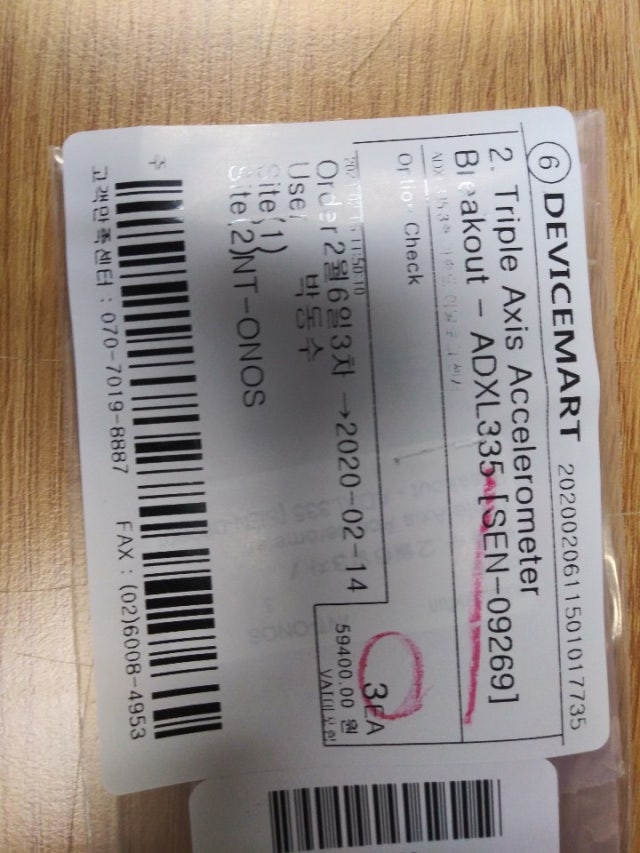 ⑥ DEVICEMART 20200206115010177​35
2. Triple Axis Accelerometer
Breakout - ADXL335 [SEN-09269]
Option Check
3EA
59400.00 원
Order 2월6일3차 →2020-02-14
User 박동수
Site(1)
Site(2)NT-ONOS
주
고객만족센터 : 070-7019-8887 FAX : (02)6008-4953